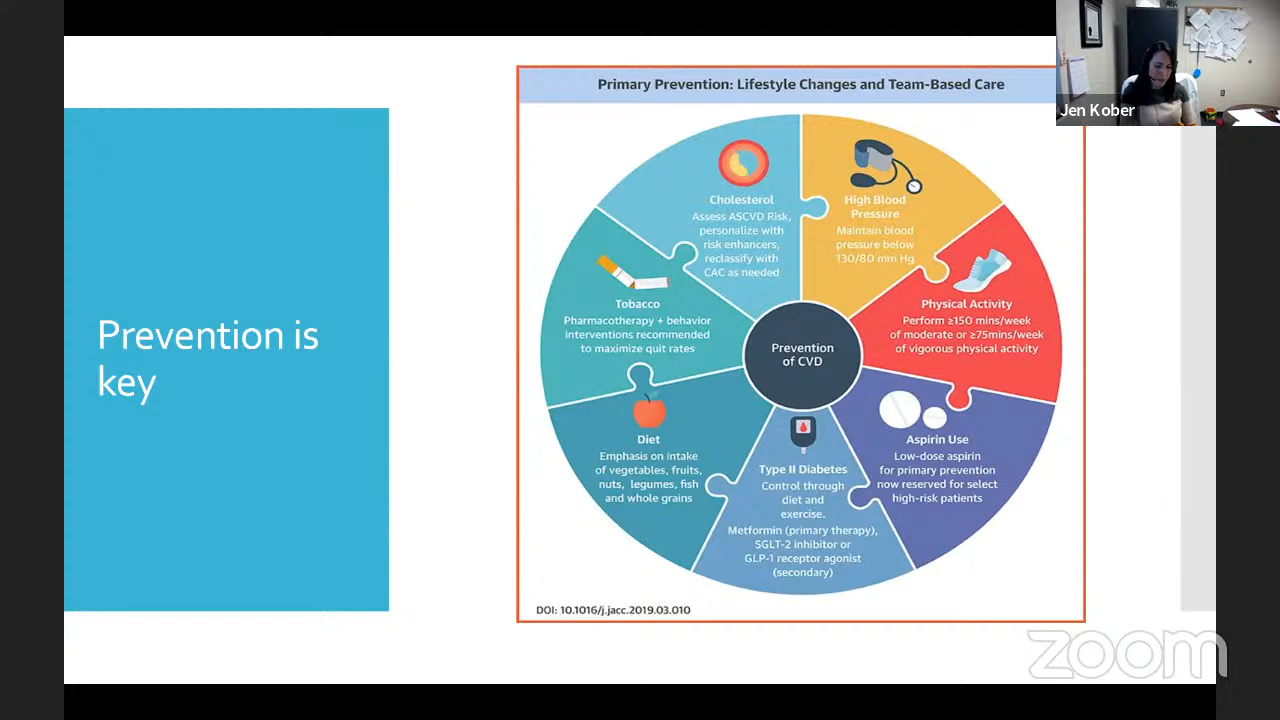 Prevention is
key
Primary Prevention: Lifestyle Changes and Team-Based Care
Cholesterol
Assess ASCVD Risk,
personalize with
risk enhancers,
reclassify with
CAC as needed
High Blood
Pressure
Maintain blood
pressure below
130/80 mm Hg
Tobacco
Pharmacotherapy + behavior
interventions recommended
to maximize quit rates
Physical Activity
Perform ≥150 mins/week
of moderate or ≥75mins/week
of vigorous physical activity
Prevention
of CVD
Diet
Emphasis on intake
of vegetables, fruits,
nuts, legumes, fish
and whole grains
Type II Diabetes
Control through
diet and
exercise.
Metformin (primary therapy),
SGLT-2 inhibitor or
GLP-1 receptor agonist
(secondary)
Aspirin Use
Low-dose aspirin
for primary prevention
now reserved for select
high-risk patients
DOI: 10.1016/j.jacc.2019.03.010
Jen Kober
zoom